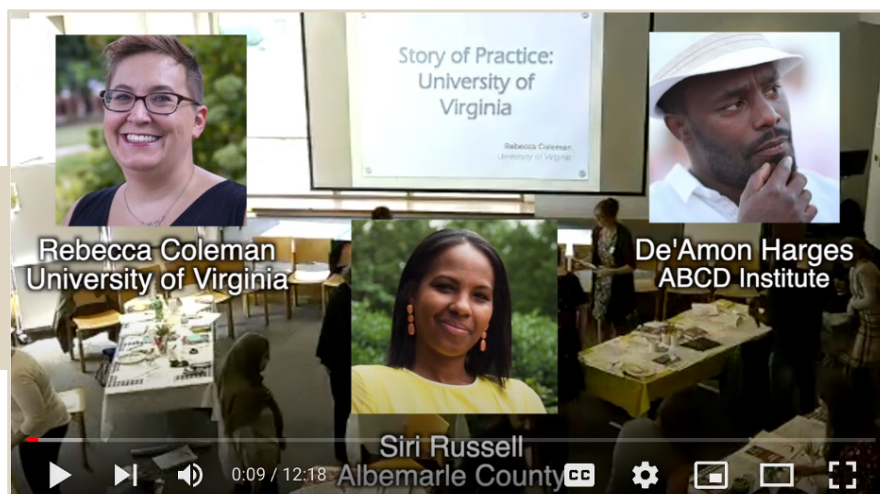 Story of Practice:
University of
Virginia
Rebecca Coleman
University of Virginia
Rebecca Coleman
University of Virginia
De'Amon Harges
ABCD Institute
Siri Russell
Albemarle County
0:09 / 12:18
CC